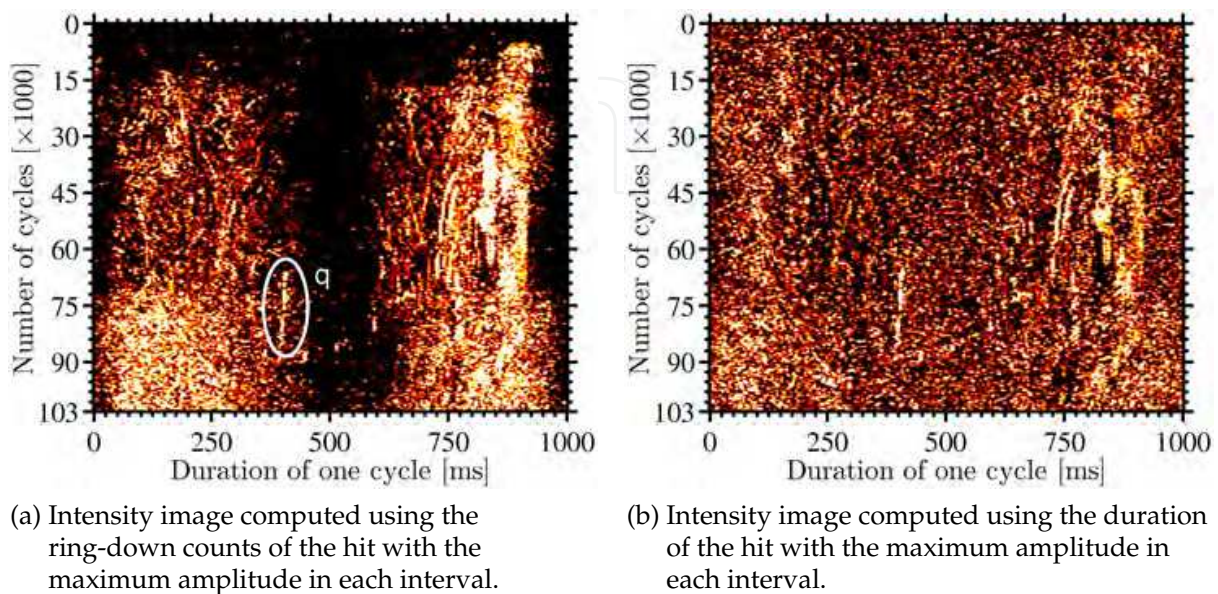 0
15
30
45
60
75
90
103
Number of cycles [×1000]
q
0 250 500 750 1000
Duration of one cycle [ms]
(a) Intensity image computed using the
ring-down counts of the hit with the
maximum amplitude in each interval.
0
15
30
45
60
75
90
103
Number of cycles [×1000]
0 250 500 750 1000
Duration of one cycle [ms]
(b) Intensity image computed using the duration
of the hit with the maximum amplitude in
each interval.